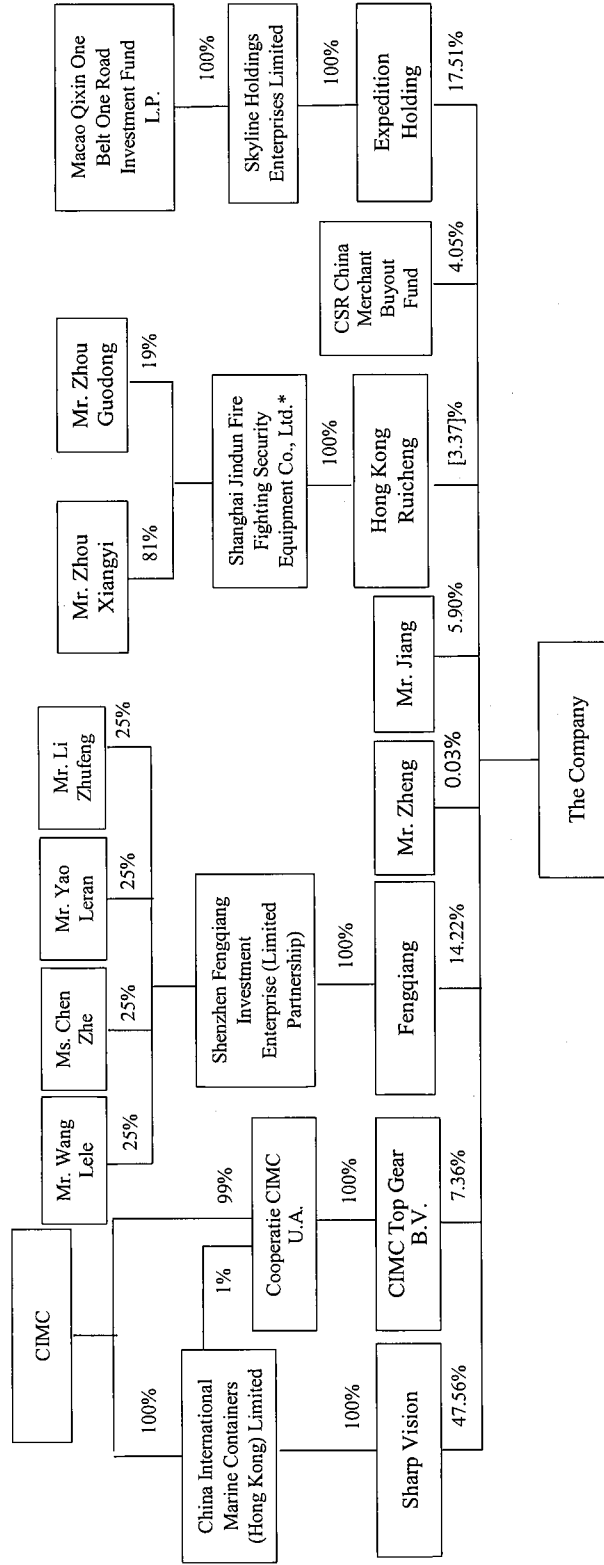 CIMC
100%
99%
China International
Marine Containers
(Hong Kong) Limited
1%
Cooperatie CIMC
U.A.
100%
100%
Sharp Vision
CIMC Top Gear
B.V.
47.56%
7.36%
Mr. Wang
Lele
Ms. Chen
Zhe
Mr. Yao
Leran
Mr. Li
Zhufeng
25%
25%
25%
25%
Shenzhen Fengqiang
Investment
Enterprise (Limited
Partnership)
100%
Fengqiang
14.22%
Mr. Zheng
0.03%
Mr. Jiang
5.90%
Mr. Zhou
Xiangyi
Mr. Zhou
Guodong
81%
19%
Shanghai Jindun Fire
Fighting Security
Equipment Co., Ltd.*
100%
Hong Kong
Ruicheng
[3.37]%
CSR China
Merchant
Buyout
Fund
4.05%
Macao Qixin One
Belt One Road
Investment Fund
L.P.
100%
Skyline Holdings
Enterprises Limited
100%
Expedition
Holding
17.51%
The Company